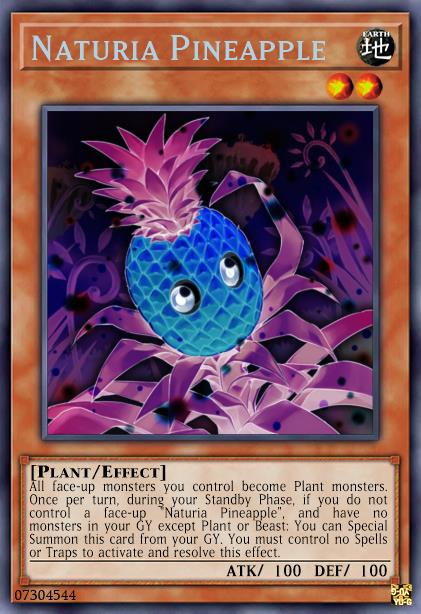 NATURIA PINEAPPLE
EARTH
地
[PLANT/EFFECT]
All face-up monsters you control become Plant monsters.
Once per turn, during your Standby Phase, if you do not
control a face-up "Naturia Pineapple", and have no
monsters in your GY except Plant or Beast: You can Special
Summon this card from your GY. You must control no Spells
or Traps to activate and resolve this effect.
ATK/ 100 DEF/ 100
07304544